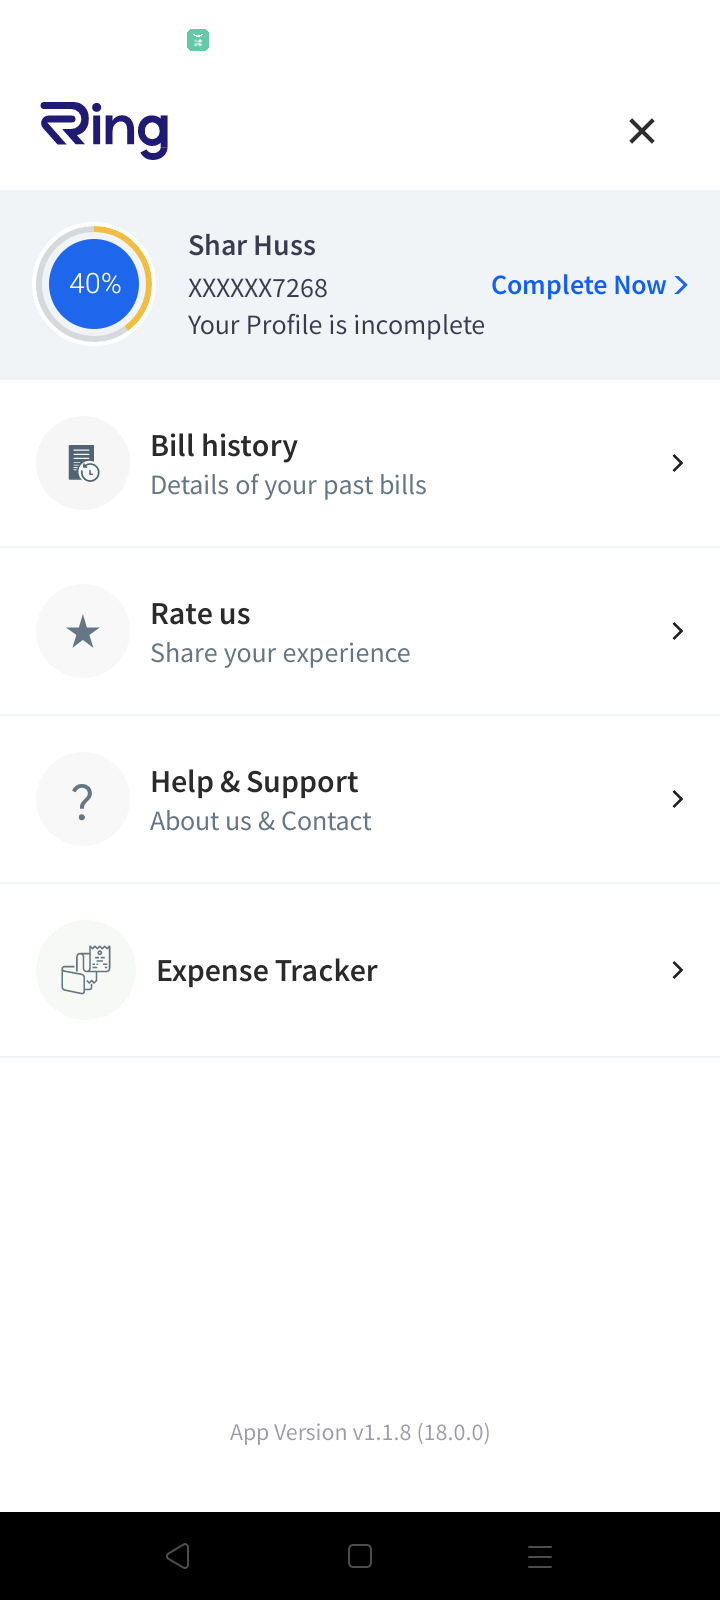 Ring
40%
Shar Huss
XXXXXX7268
Your Profile is incomplete
Complete Now
Bill history
Details of your past bills
Rate us
Share your experience
Help & Support
About us & Contact
Expense Tracker
App Version v1.1.8 (18.0.0)